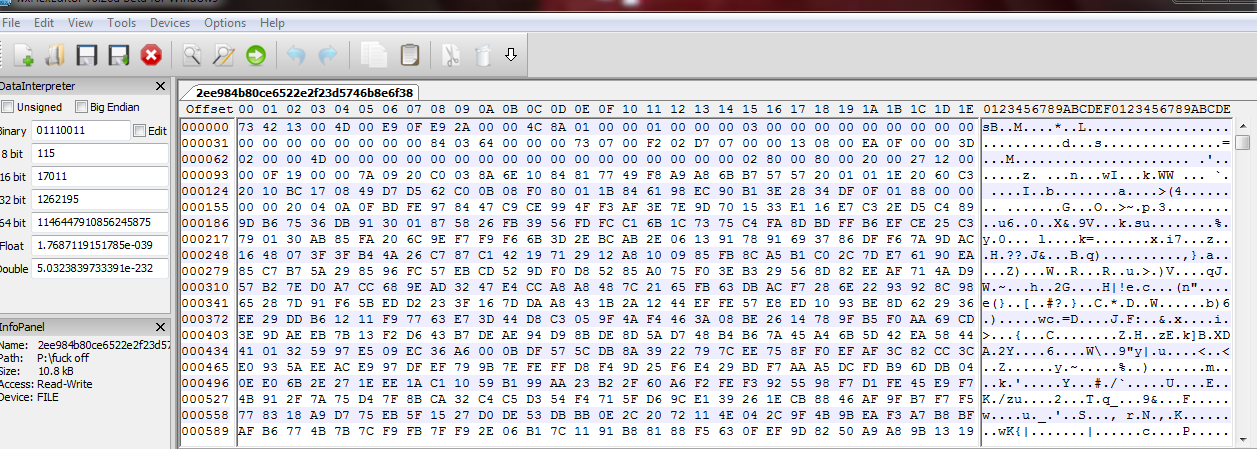 File Edit View Tools Devices Options Help
DataInterpreter
Unsigned Big Endian
Binary 01110011 Edit
8 bit 115
16 bit 17011
32 bit 1262195
64 bit 1146447910856245875
Float 1.7687119151785e-039
Double 5.0323839733391e-232
InfoPanel
Name: 2ee984b80ce6522e2f23d57
Path: P:\fuck off
Size: 10.8 kB
Access: Read-Write
Device: FILE
2ee984b80ce6522e2f23d5746b8e6f38
Offset 00 01 02 03 04 05 06 07 08 09 0A 0B 0C 0D 0E 0F 10 11 12 13 14 15 16 17 18 19 1A 1B 1C 1D 1E 0123456789ABCDEF0123456789ABCDE
000000 73 42 13 00 4D 00 E9 0F E9 2A 00 00 4C 8A 01 00 00 01 00 00 00 03 00 00 00 00 00 00 00 00 00 sB..M....*..L..................
000031 00 00 00 00 00 00 84 03 64 00 00 00 73 07 00 F2 02 D7 07 00 00 13 08 00 EA 0F 00 00 3D
000062 02 00 00 4D 00 00 00 00 00 00 00 00 00 00 00 00 00 00 00 00 00 02 80 00 80 00 20 00 27 12 00
000093 00 0F 19 00 00 7A 09 20 C0 03 8A 6E 10 84 81 77 49 F8 A9 A8 6B B7 57 57 20 01 01 1E 20 60 C3
000124 20 10 BC 17 08 49 D7 D5 62 C0 0B 08 F0 80 01 1B 84 61 98 EC 90 B1 3E 28 34 DF 0F 01 88 00 00
000155 00 00 20 04 0A 0F BD FE 97 84 47 C9 CE 99 4F F3 AF 3E 7E 9D 70 15 33 E1 16 E7 C3 2E D5 C4 89
000186 9D B6 75 36 DB 91 30 01 87 58 26 FB 39 56 FD FC C1 6B 1C 73 75 C4 FA 8D BD FF B6 EF CE 25 C3
000217 79 01 30 AB 85 FA 20 6C 9E F7 F9 F6 6B 3D 2E BC AB 2E 06 13 91 78 91 69 37 86 DF F6 7A 9D AC
000248 16 48 07 3F 3F B4 4A 26 C7 87 C1 42 19 71 29 12 A8 10 09 85 FB 8C A5 B1 C0 2C 7D E7 61 90 EA
000279 85 C7 B7 5A 29 85 96 FC 57 EB CD 52 9D F0 D8 52 85 A0 75 F0 3E B3 29 56 8D 82 EE AF 71 4A D9
000310 57 B2 7E D0 A7 CC 68 9E AD 32 47 E4 CC A8 A8 48 7C 21 65 FB 63 DB AC F7 28 6E 22 93 92 8C 98
000341 65 28 7D 91 F6 5B ED D2 23 3F 16 7D DA A8 43 1B 2A 12 44 EF FE 57 E8 ED 10 93 BE 8D 62 29 36
000372 EE 29 DD B6 12 11 F9 77 63 E7 3D 44 D8 C3 05 9F 4A F4 46 3A 08 BE 26 14 78 9F B5 F0 AA 69 CD
000403 3E 9D AE EB 7B 13 F2 D6 43 B7 DE AE 94 D9 8B DE 8D 5A D7 48 B4 B6 7A 45 A4 6B 5D 42 EA 58 44
000434 41 01 32 59 97 E5 09 EC 36 A6 00 0B DF 57 5C DB 8A 39 22 79 7C EE 75 8F F0 EF AF 3C 82 CC 3C
000465 E0 93 5A EE AC E9 97 DF EF 79 9B 7E FE FF D8 F4 9D 25 F6 E4 29 BD F7 AA A5 DC FD B9 6D DB 04
000496 0E E0 6B 2E 27 1E EE 1A C1 10 59 B1 99 AA 23 B2 2F 60 A6 F2 FE F3 92 55 98 F7 D1 FE 45 E9 F7
000527 4B 91 2F 7A 75 D4 7F 8B CA 32 C4 C5 D3 54 F4 71 5F D6 9C E1 39 26 1E CB 88 46 AF 9F B7 F7 F5
000558 77 83 18 A9 D7 75 EB 5F 15 27 D0 DE 53 DB BB 0E 2C 20 72 11 4E 04 2C 9F 4B 9B EA F3 A7 B8 BF
000589 AF B6 77 4B 7B 7C F9 FB 7F F9 2E 06 B1 7C 11 91 B8 81 88 F5 63 0F EF 9D 82 50 A9 A8 9B 13 19